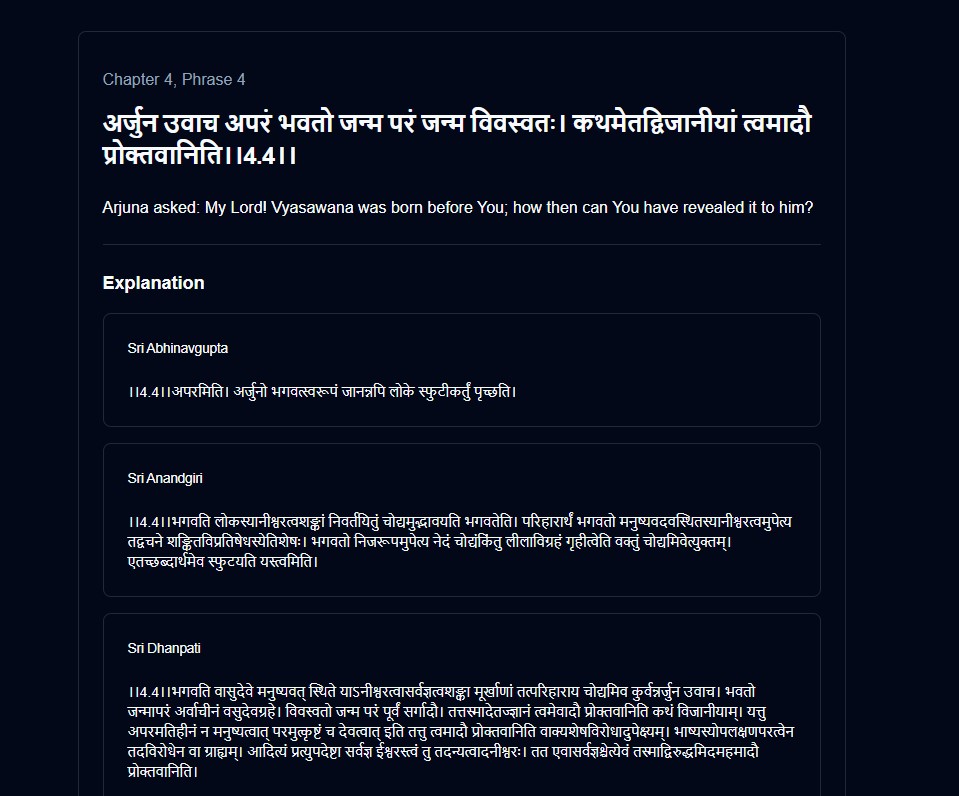 Chapter 4, Phrase 4
अर्जुन उवाच अपरं भवतो जन्म परं जन्म विवस्वतः। कथमेतद्विजानीयां त्वमादौ
प्रोक्तवानिति।।4.4।।
Arjuna asked: My Lord! Vyasawana was born before You; how then can You have revealed it to him?
Explanation
Sri Abhinavgupta
।।4.4।।अपरमिति। अर्जुनो भगवत्स्वरूपं जानन्नपि लोके स्फुटीकर्तुं पृच्छति।
Sri Anandgiri
।।4.4।।भगवति लोकस्यानीश्वरत्वशङ्कां निवर्तयितुं चोद्यमुद्भावयति भगवतेति। परिहारार्थं भगवतो मनुष्यवदवस्थितस्यानीश्वरत्वमुपेत्य
तद्वचने शङ्कितविप्रतिषेधस्येतिशेषः। भगवतो निजरूपमुपेत्य नेदं चोद्यंकिंतु लीलाविग्रहं गृहीत्वेति वक्तुं चोद्यमिवेत्युक्तम्।
एतच्छब्दार्थमेव स्फुटयति यस्त्वमिति।
Sri Dhanpati
।।4.4।।भगवति वासुदेवे मनुष्यवत् स्थिते याऽनीश्वरत्वासर्वज्ञत्वशङ्का मूर्खाणां तत्परिहाराय चोद्यमिव कुर्वन्नर्जुन उवाच। भवतो
जन्मापरं अर्वाचीनं वसुदेवग्रहे। विवस्वतो जन्म परं पूर्वं सर्गादौ। तत्तस्मादेतज्ज्ञानं त्वमेवादौ प्रोक्तवानिति कथं विजानीयाम्। यत्तु
अपरमतिहीनं न मनुष्यत्वात् परमुत्कृष्टं च देवत्वात् इति तत्तु त्वमादौ प्रोक्तवानिति वाक्यशेषविरोधादुपेक्ष्यम्। भाष्यस्योपलक्षणपरत्वेन
तदविरोधेन वा ग्राह्यम्। आदित्यं प्रत्युपदेष्टा सर्वज्ञ ईश्वरस्त्वं तु तदन्यत्वादनीश्वरः। तत एवासर्वज्ञश्चेत्येवं तस्माद्विरुद्धमिदमहमादौ
प्रोक्तवानिति।